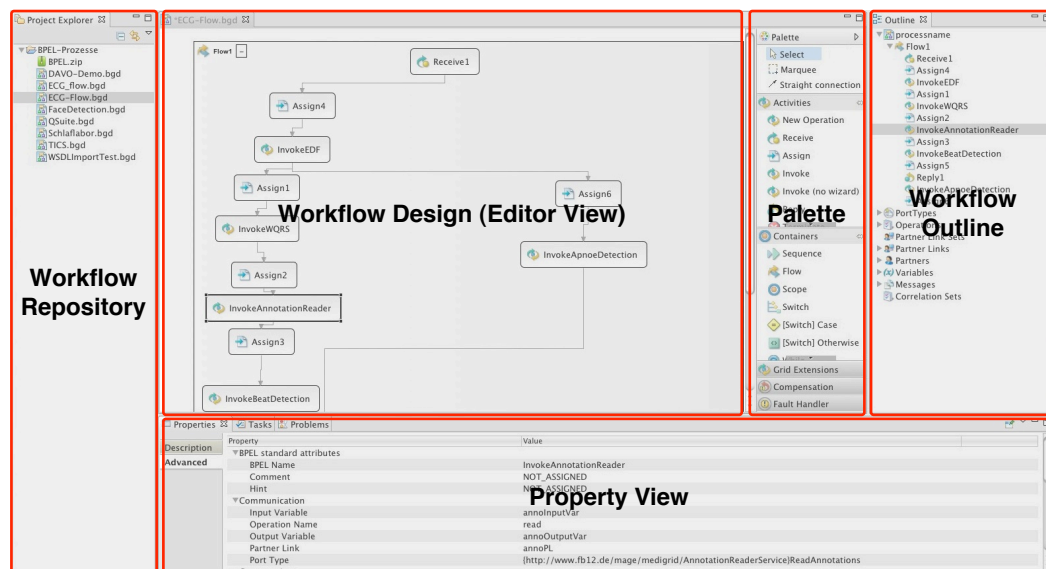 Project Explorer
BPEL-Prozesse
BPEL.zip
DAVO-Demo.bgd
ECG_flow.bgd
ECG-Flow.bgd
FaceDetection.bgd
QSuite.bgd
Schlaflabor.bgd
TICS.bgd
WSDLImportTest.bgd
Workflow
Repository
*ECG-Flow.bgd
Flow1
Receive1
Assign4
InvokeEDF
Assign1
Assign6
Workflow Design (Editor View)
InvokeWQRS
InvokeApnoeDetection
Assign2
InvokeAnnotationReader
Assign3
InvokeBeatDetection
Palette
Select
Marquee
Straight connection
Activities
New Operation
Receive
Assign
Invoke
Invoke (no wizard)
Palette
Containers
Sequence
Flow
Scope
Switch
[Switch] Case
[Switch] Otherwise
Grid Extensions
Compensation
Fault Handler
Outline
processname
Flow1
Receive1
Assign4
InvokeEDF
Assign1
InvokeWQRS
Assign2
InvokeAnnotationReader
Assign3
InvokeBeatDetection
Assign5
Reply1
InvokeApnoeDetection
Workflow
Outline
PortTypes
Operations
Partner Link Sets
Partner Links
Partners
Variables
Messages
Correlation Sets
Properties Tasks Problems
Description
Advanced
Property Value
BPEL standard attributes
BPEL Name InvokeAnnotationReader
Comment NOT_ASSIGNED
Hint NOT_ASSIGNED
Property View
Communication
Input Variable annoInputVar
Operation Name read
Output Variable annoOutputVar
Partner Link annoPL
Port Type {http://www.fb12.de/mage/medigrid/AnnotationReaderService}ReadAnnotations